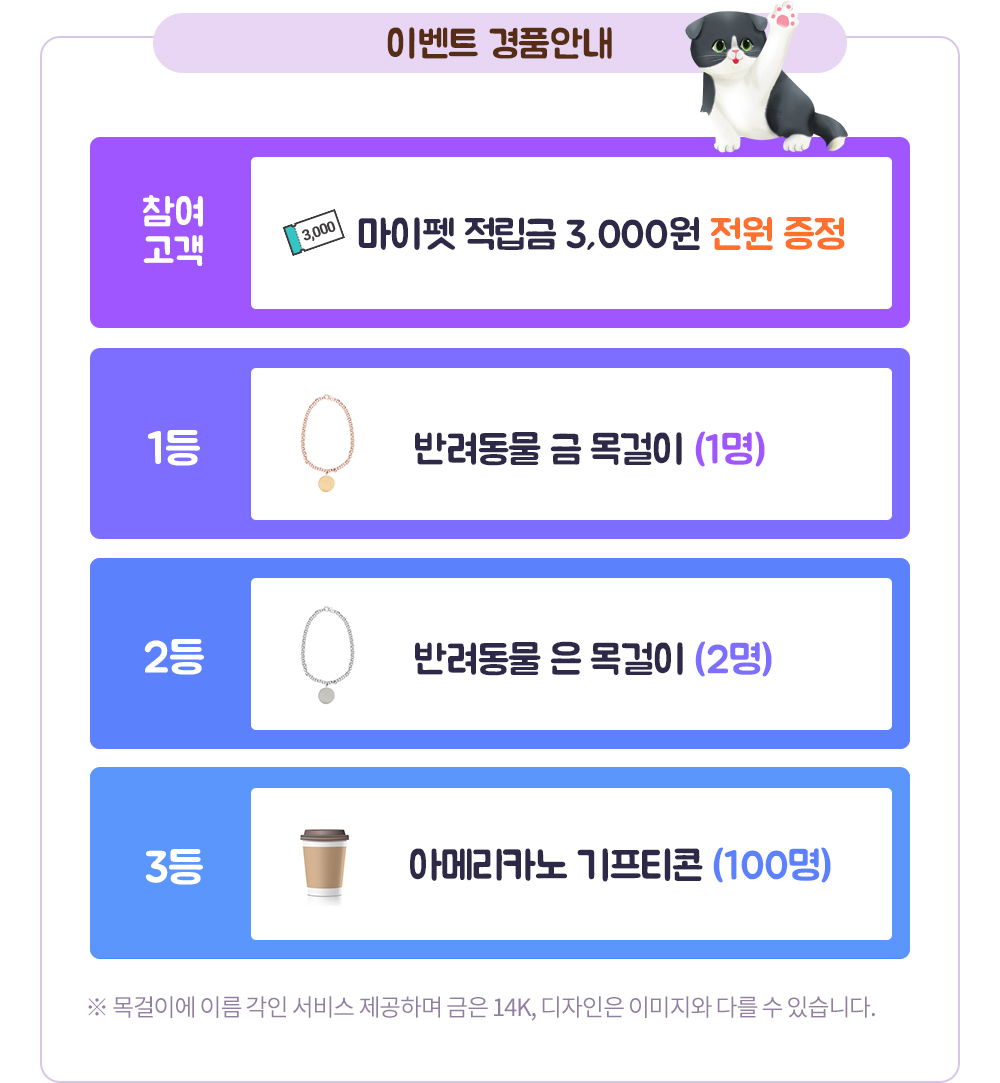 이벤트 경품안내
참여
고객
3,000
마이펫 적립금 3,000원 전원 증정
1등
반려동물 금 목걸이 (1명)
2등
반려동물 은 목걸이 (2명)
3등
아메리카노 기프티콘 (100명)
※ 목걸이에 이름 각인 서비스 제공하며 금은 14K, 디자인은 이미지와 다를 수 있습니다.